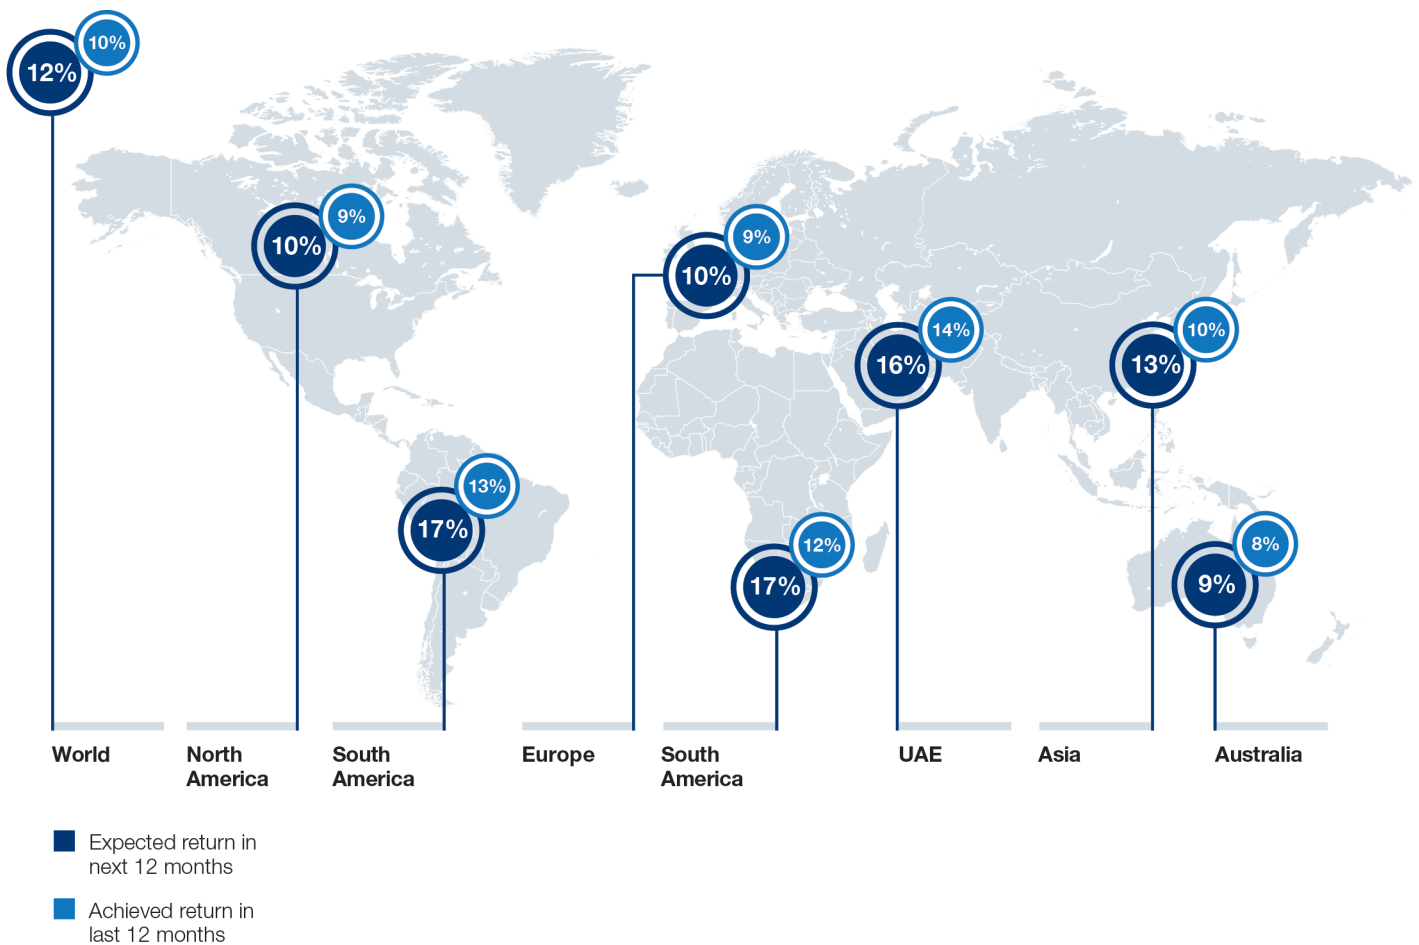 10%
12%
9%
10%
9%
10%
14%
16%
10%
13%
13%
17%
12%
17%
8%
9%
World
North
America
South
America
Europe
South
America
UAE
Asia
Australia
Expected return in
next 12 months
Achieved return in
last 12 months